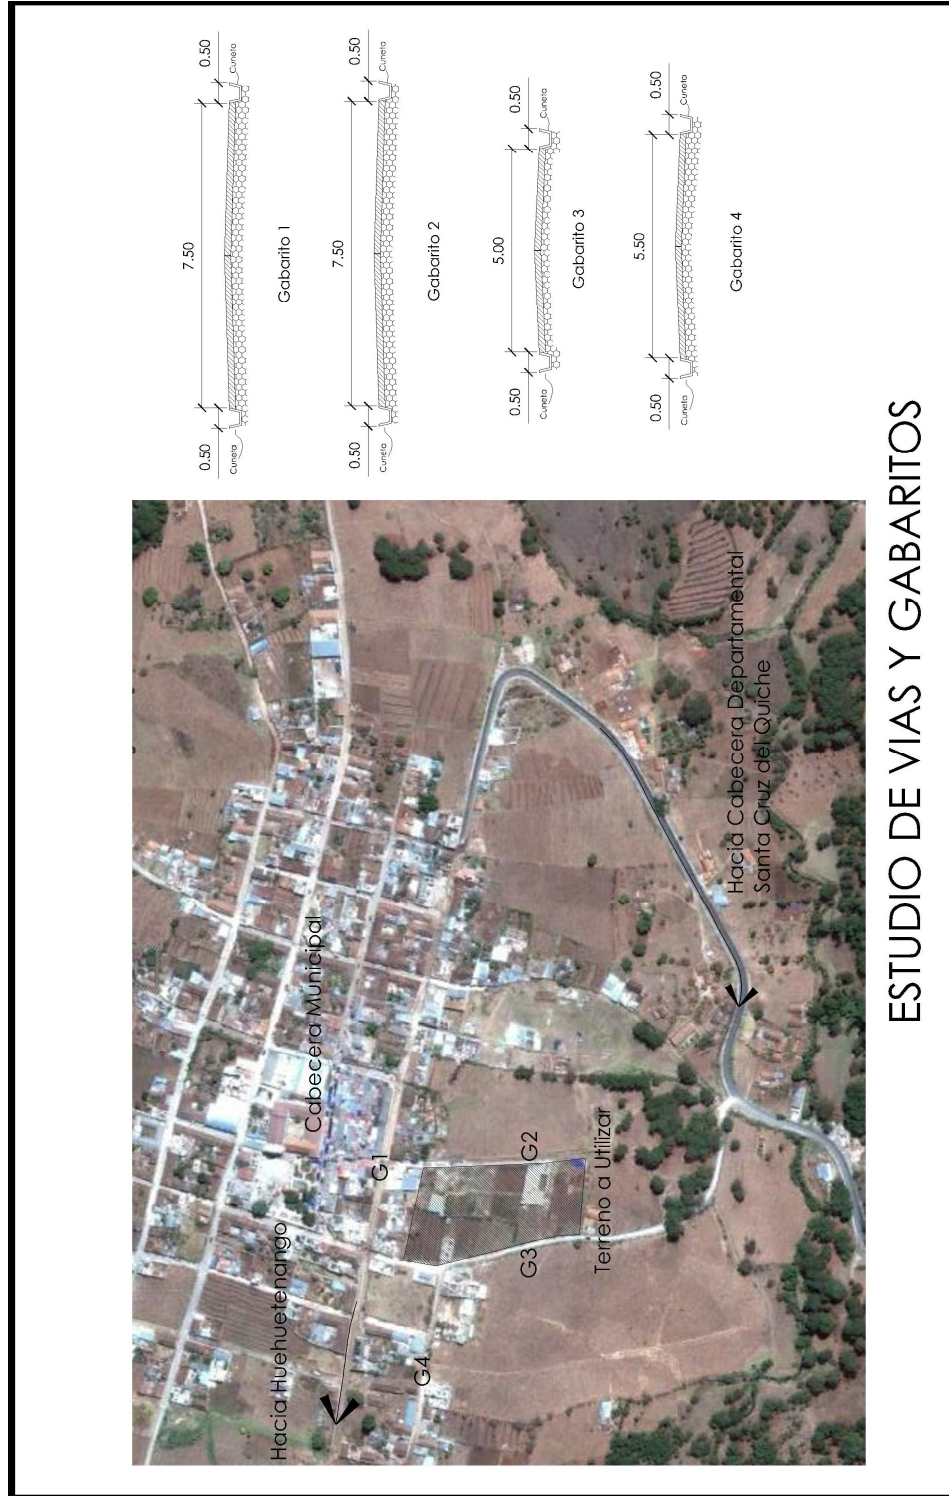 0.50
7.50
0.50
Cuneta
Cuneta
Gabarito 1
0.50
7.50
0.50
Cuneta
Cuneta
Gabarito 2
0.50
5.00
0.50
Cuneta
Cuneta
Gabarito 3
0.50
5.50
0.50
Cuneta
Cuneta
Gabarito 4
Hacia Huehuetenango
Cabecera Municipal
G1
G4
G3
G2
Terreno a Utilizar
Hacia Cabecera Departamental
Santa Cruz del Quiche
ESTUDIO DE VIAS Y GABARITOS